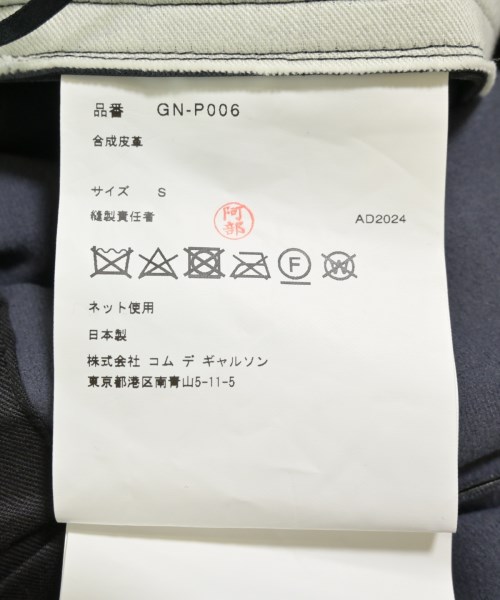 品番 GN-P006
合成皮革
サイズ S
縫製責任者 阿部 AD2024
F W
ネット使用
日本製
株式会社 コム デ ギャルソン
東京都港区南青山5-11-5